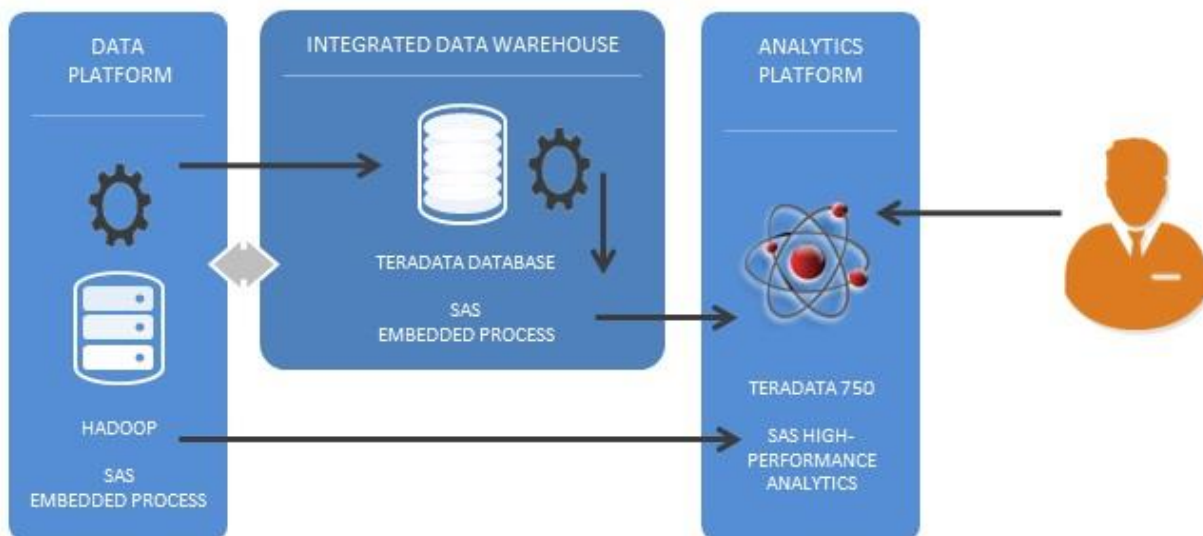 DATA
PLATFORM
HADOOP
SAS
EMBEDDED PROCESS
INTEGRATED DATA WAREHOUSE
TERADATA DATABASE
SAS
EMBEDDED PROCESS
ANALYTICS
PLATFORM
TERADATA 750
SAS HIGH-
PERFORMANCE
ANALYTICS